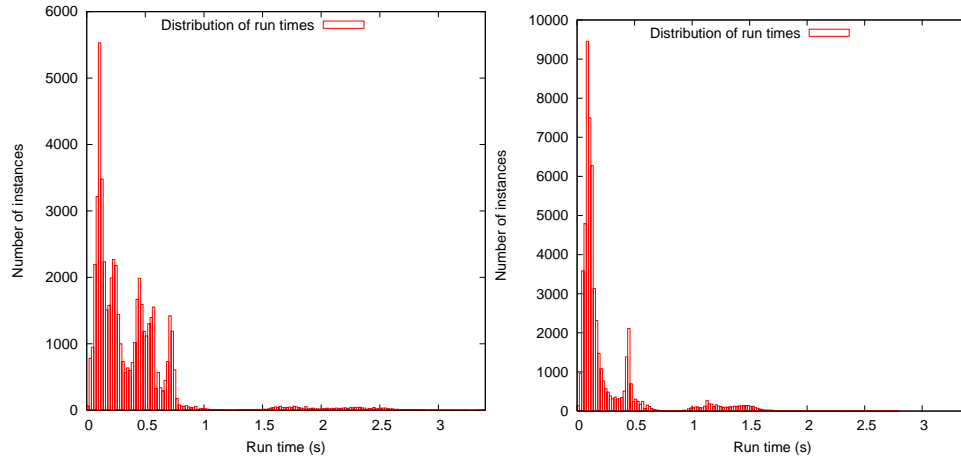 6000
5000
4000
3000
2000
1000
0
Number of instances
Distribution of run times
0 0.5 1 1.5 2 2.5 3
Run time (s)
10000
9000
8000
7000
6000
5000
4000
3000
2000
1000
0
Number of instances
Distribution of run times
0 0.5 1 1.5 2 2.5 3
Run time (s)